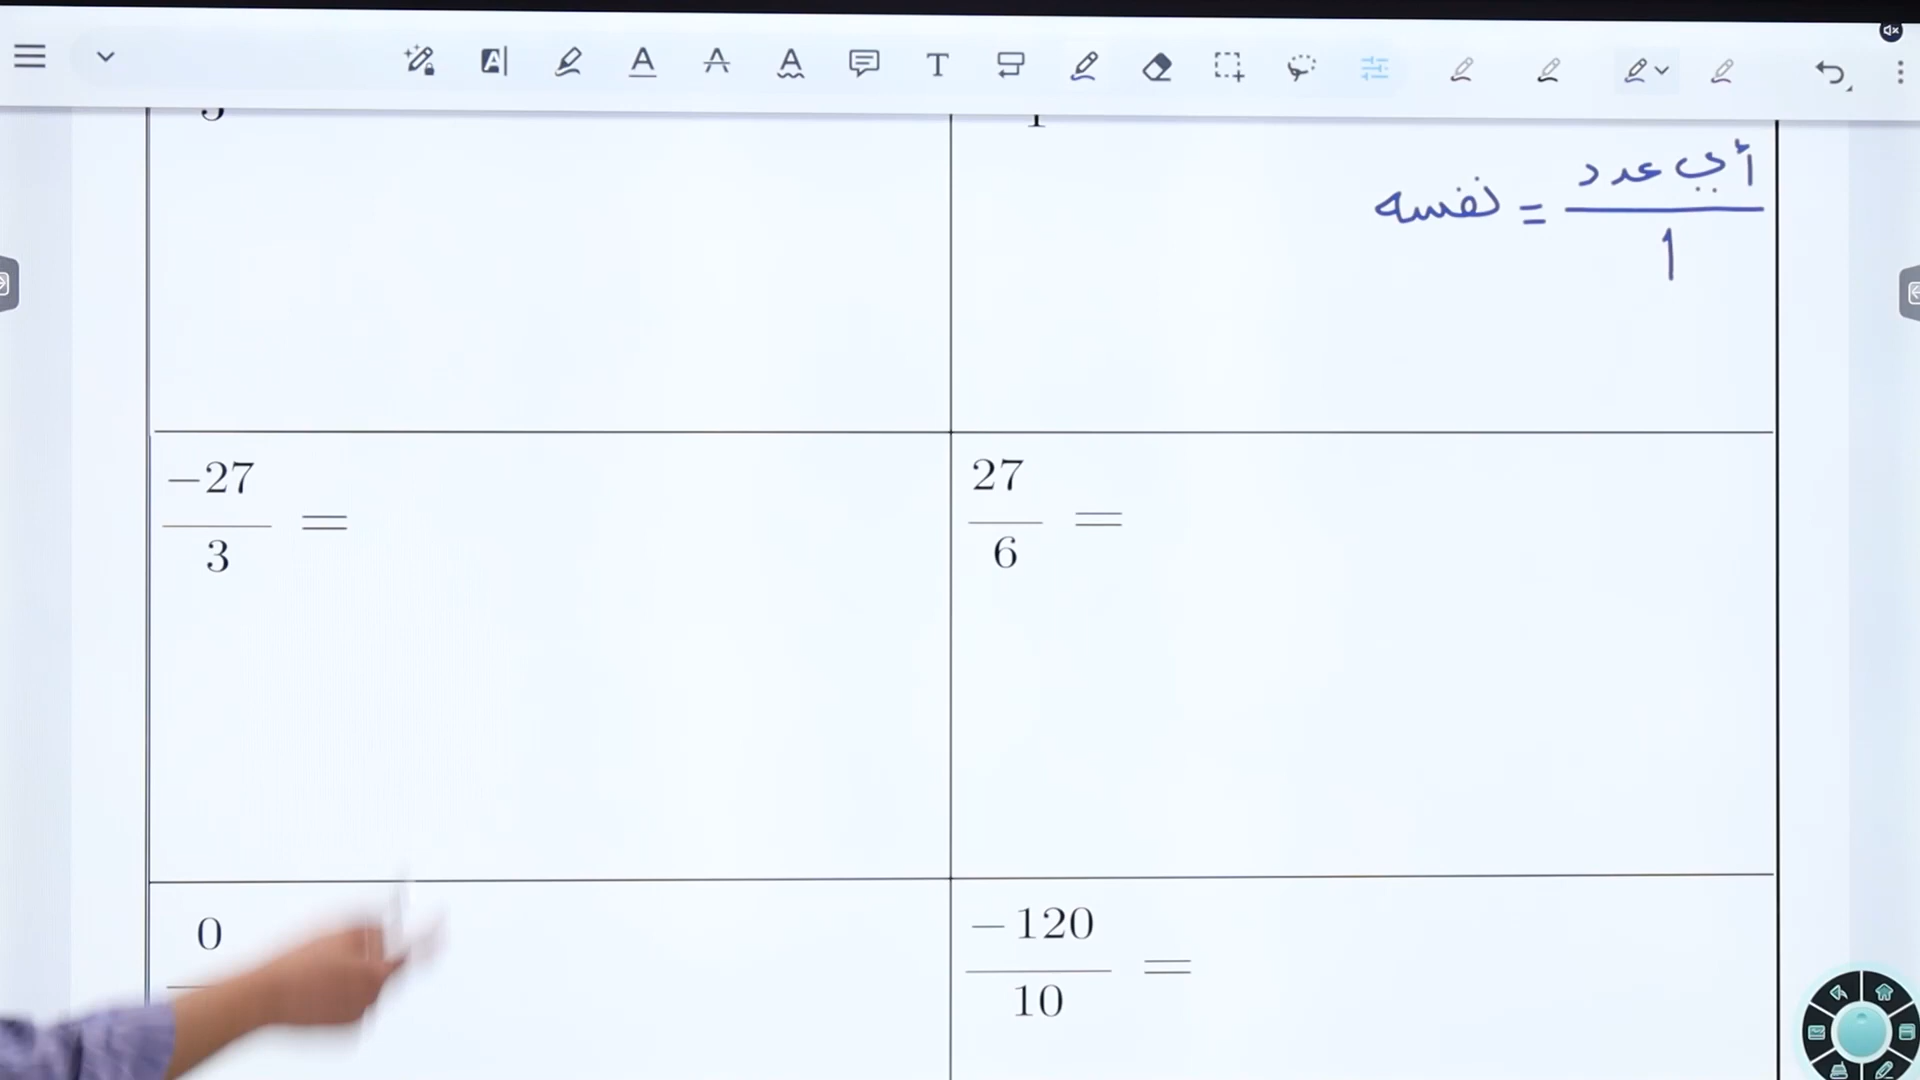 أي عدد / 1 = نفسه
-27 / 3 =
27 / 6 =
0
-120 / 10 =